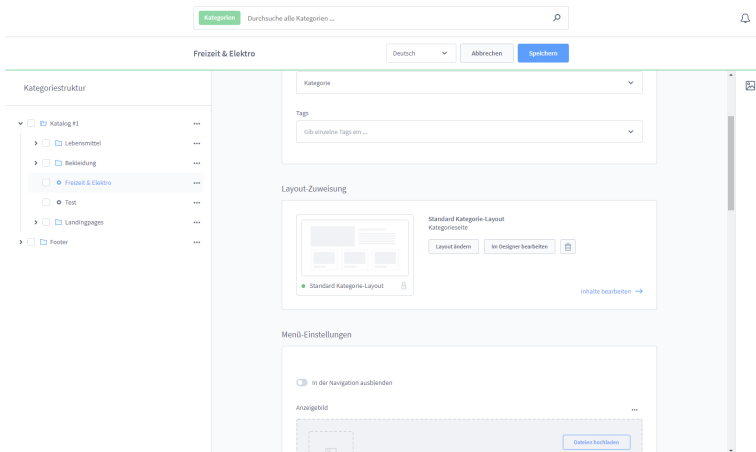 Kategorien
Durchsuche alle Kategorien ...
Freizeit & Elektro
Deutsch
Abbrechen
Speichern
Kategoriestruktur
Katalog #1
Lebensmittel
Bekleidung
Freizeit & Elektro
Test
Landingpages
Footer
Kategorie
Tags
Gib einzelne Tags ein ...
Layout-Zuweisung
Standard Kategorie-Layout
Kategorieseite
Layout ändern
Im Designer bearbeiten
Standard Kategorie-Layout
Inhalte bearbeiten
Menü-Einstellungen
In der Navigation ausblenden
Anzeigebild
Dateien hochladen